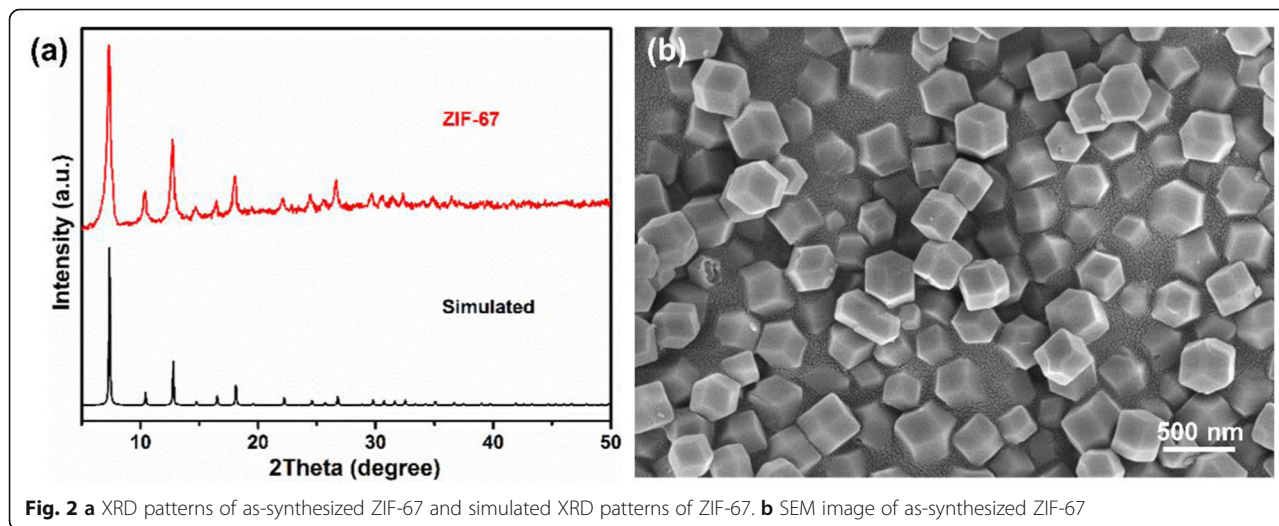 (a)
ZIF-67
Simulated
Intensity (a.u.)
10 20 30 40 50
2Theta (degree)
(b)
500 nm
Fig. 2 a XRD patterns of as-synthesized ZIF-67 and simulated XRD patterns of ZIF-67. b SEM image of as-synthesized ZIF-67